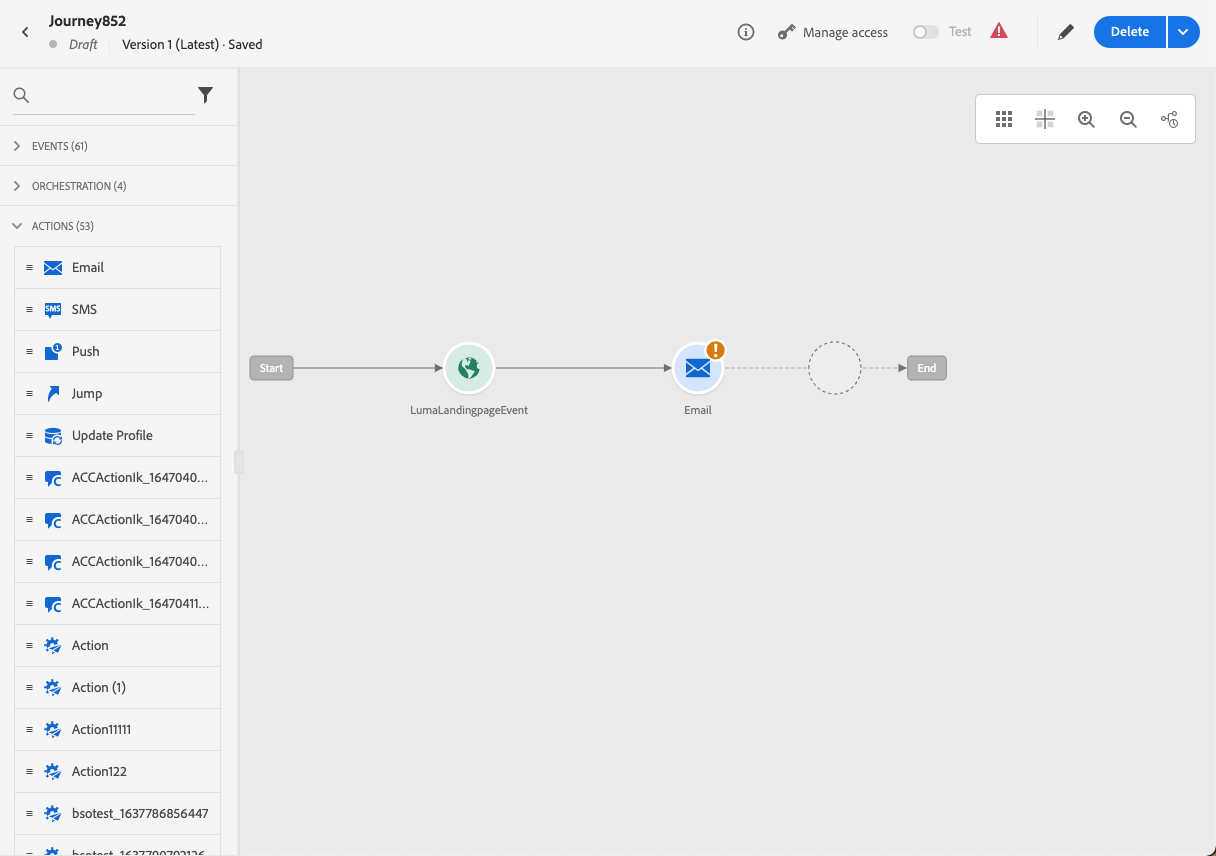 Journey852
Draft
Version 1 (Latest) · Saved
Manage access
Test
Delete
EVENTS (61)
ORCHESTRATION (4)
ACTIONS (53)
Email
SMS
SMS
Push
Jump
Update Profile
ACCActionIk_1647040...
ACCActionIk_1647040...
ACCActionIk_1647040...
ACCActionIk_16470411...
Action
Action (1)
Action11111
Action122
bsotest_1637786856447
Start
LumaLandingpageEvent
Email
End